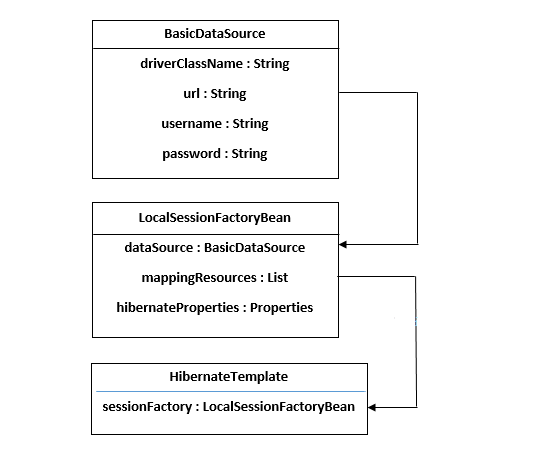 BasicDataSource
driverClassName : String
url : String
username : String
password : String
LocalSessionFactoryBean
dataSource : BasicDataSource
mappingResources : List
hibernateProperties : Properties
HibernateTemplate
sessionFactory : LocalSessionFactoryBean